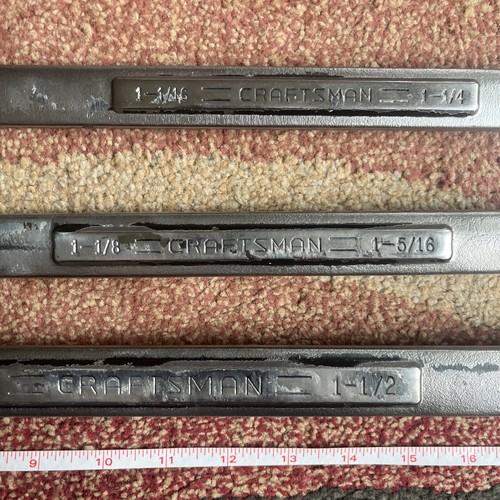 1-1/16 CRAFTSMAN 1-1/4
1-1/8 CRAFTSMAN 1-5/16
CRAFTSMAN 1-1/2
9 10 11 12 13 14 15 16